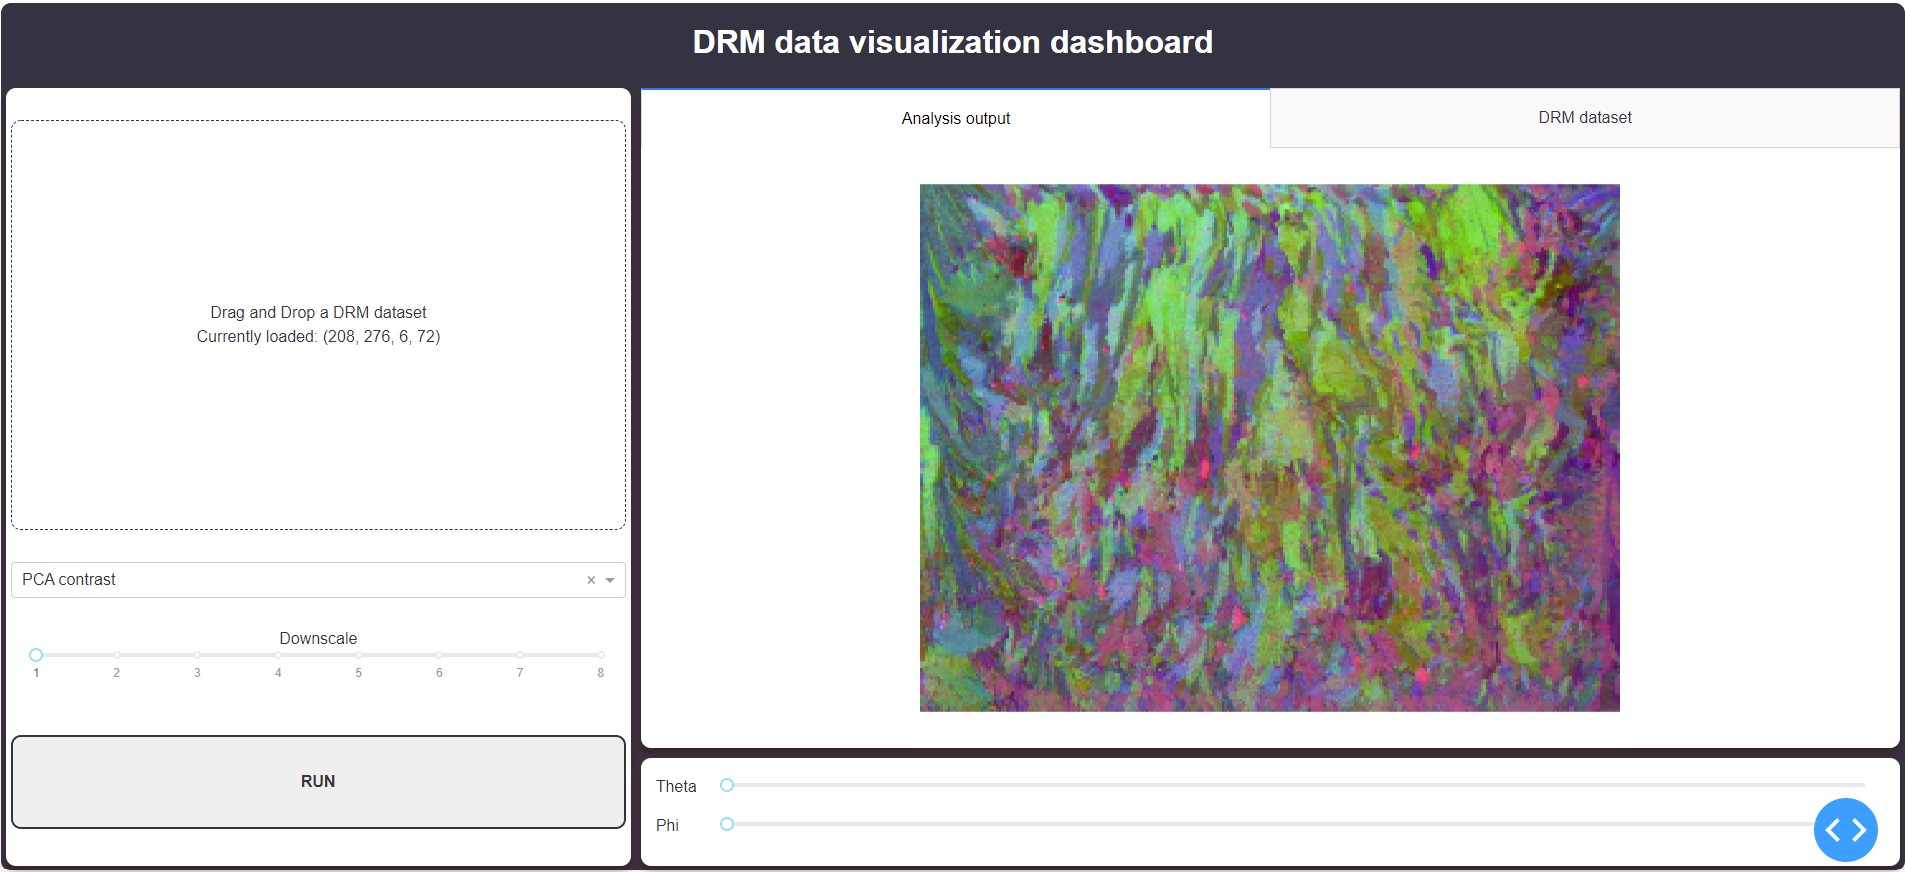 DRM data visualization dashboard
Drag and Drop a DRM dataset
Currently loaded: (208, 276, 6, 72)
PCA contrast
Downscale
1 2 3 4 5 6 7 8
RUN
Analysis output
DRM dataset
Theta
Phi